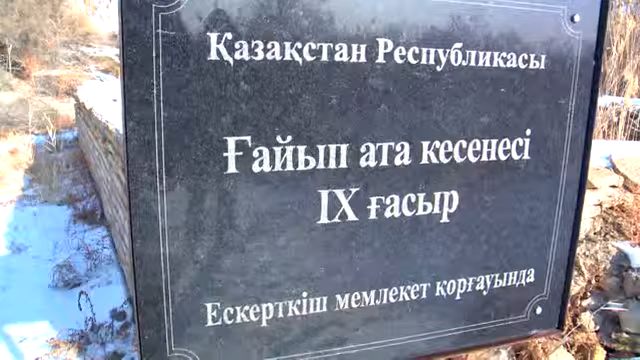 Қазақстан Республикасы
Ғайып ата кесенесі
IX ғасыр
Ескерткіш мемлекет қорғауында